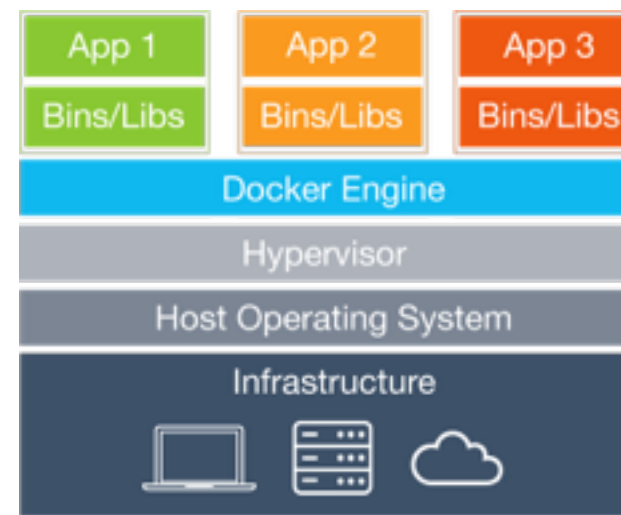 App 1 App 2 App 3
Bins/Libs Bins/Libs Bins/Libs
Docker Engine
Hypervisor
Host Operating System
Infrastructure